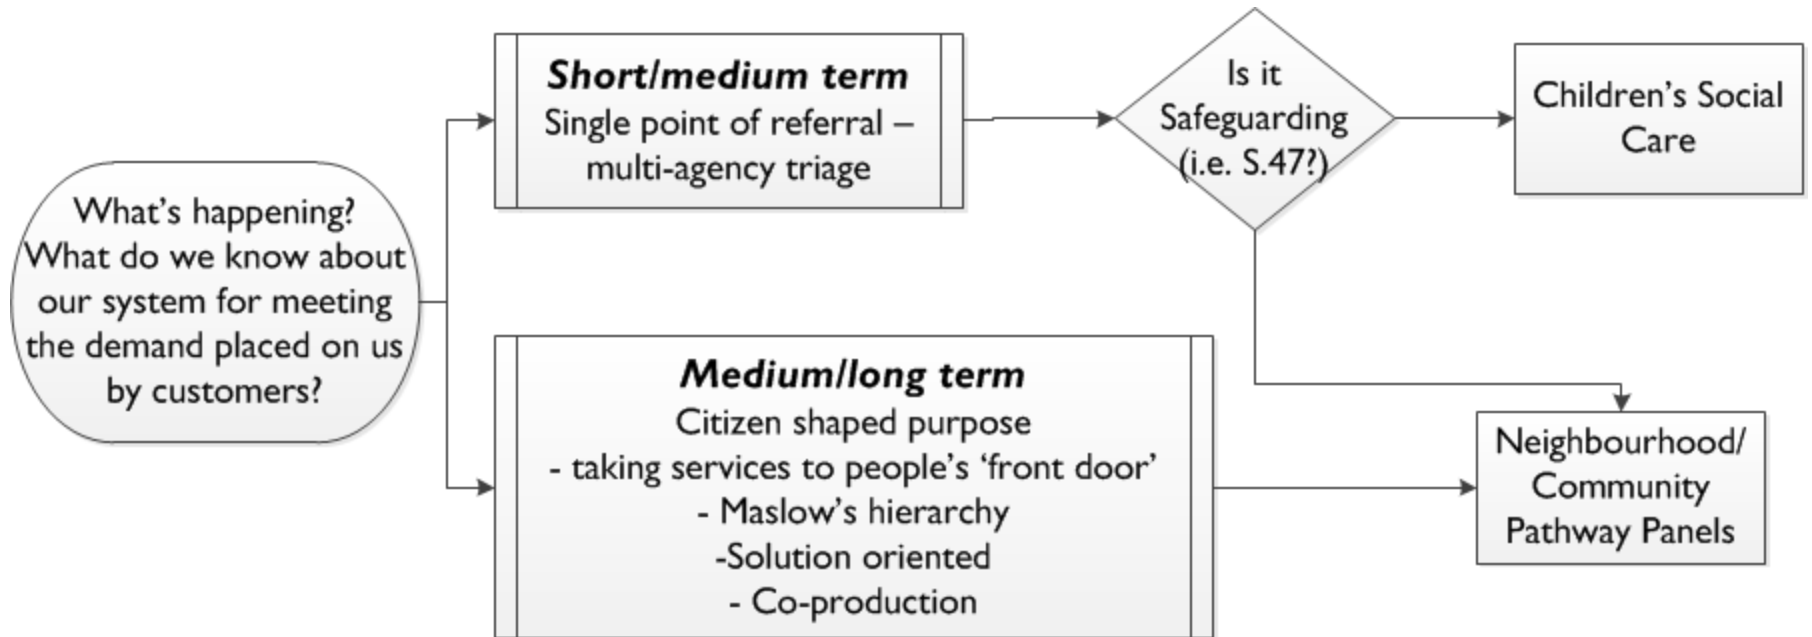 What’s happening?
What do we know about
our system for meeting
the demand placed on us
by customers?
Short/medium term
Single point of referral –
multi-agency triage
Is it
Safeguarding
(i.e. S.47?)
Children’s Social
Care
Medium/long term
Citizen shaped purpose
- taking services to people’s ‘front door’
- Maslow’s hierarchy
-Solution oriented
- Co-production
Neighbourhood/
Community
Pathway Panels